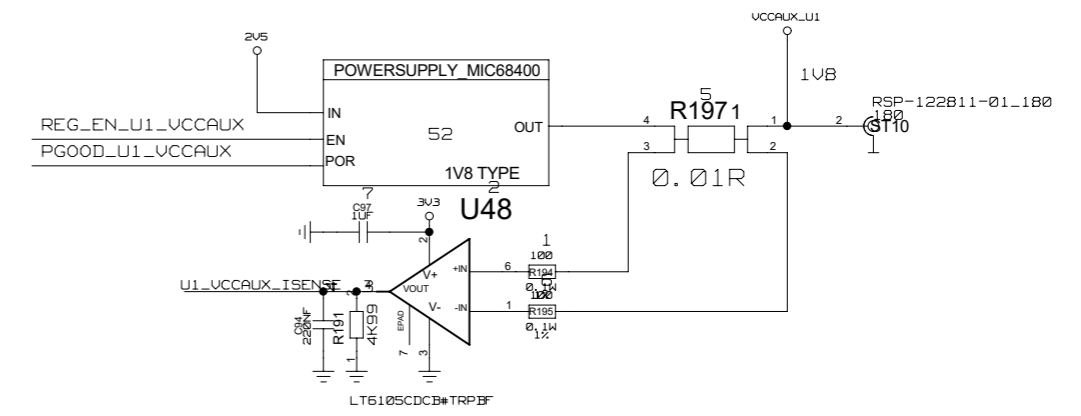 VCCAUX_U1
2V5
1V8
POWERSUPPLY_MIC68400
5
R1971
RSP-122811-01_180
180
ST10
IN
REG_EN_U1_VCCAUX
EN
52
OUT
4
1
2
PGOOD_U1_VCCAUX
POR
3
2
1V8 TYPE
0.01R
7
2
C97
1UF
3V3
U48
2
1
100
V+
+IN
6
R194
0.1W
U1_VCCAUX_ISENSE
VOUT
100
V-
-IN
1
R195
0.1W
1%
C94
220NF
R191
4K99
2
1
EPAD
7
3
LT6105CDCB#TRPBF